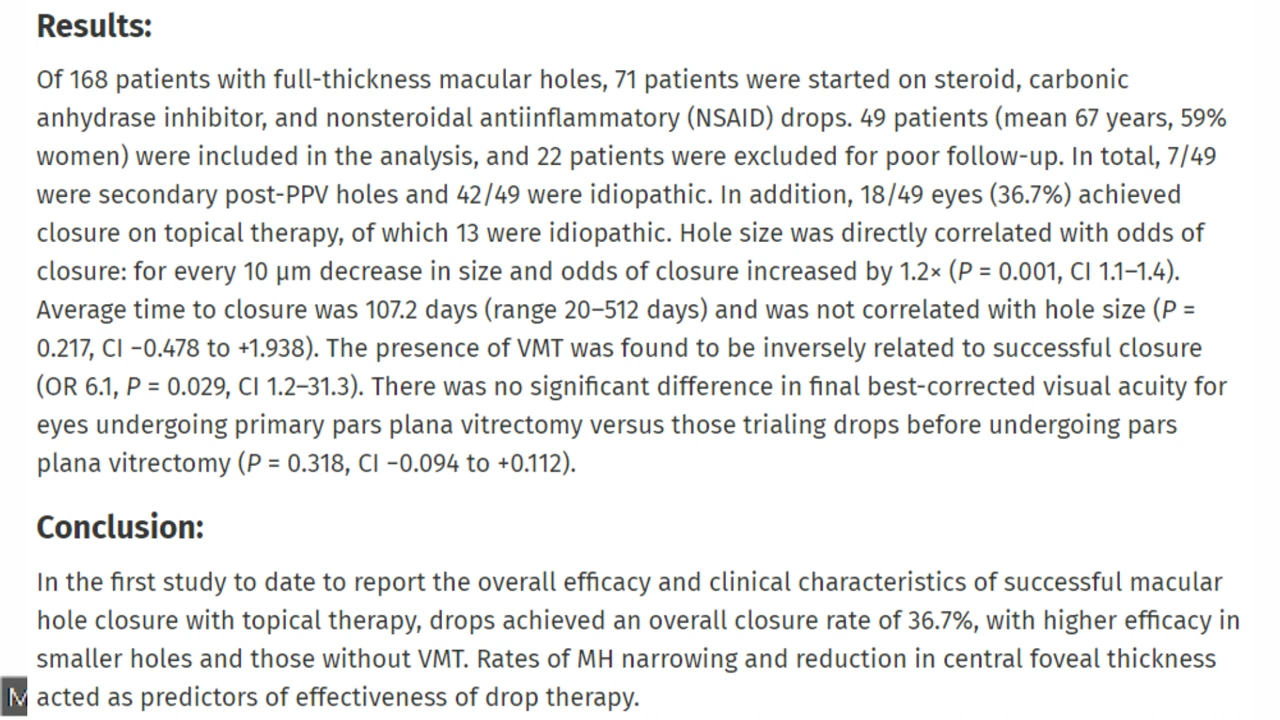 Results:
Of 168 patients with full-thickness macular holes, 71 patients were started on steroid, carbonic
anhydrase inhibitor, and nonsteroidal antiinflammatory (NSAID) drops. 49 patients (mean 67 years, 59%
women) were included in the analysis, and 22 patients were excluded for poor follow-up. In total, 7/49
were secondary post-PPV holes and 42/49 were idiopathic. In addition, 18/49 eyes (36.7%) achieved
closure on topical therapy, of which 13 were idiopathic. Hole size was directly correlated with odds of
closure: for every 10 µm decrease in size and odds of closure increased by 1.2× (P = 0.001, CI 1.1–1.4).
Average time to closure was 107.2 days (range 20–512 days) and was not correlated with hole size (P =
0.217, CI −0.478 to +1.938). The presence of VMT was found to be inversely related to successful closure
(OR 6.1, P = 0.029, CI 1.2–31.3). There was no significant difference in final best-corrected visual acuity for
eyes undergoing primary pars plana vitrectomy versus those trialing drops before undergoing pars
plana vitrectomy (P = 0.318, CI −0.094 to +0.112).
Conclusion:
In the first study to date to report the overall efficacy and clinical characteristics of successful macular
hole closure with topical therapy, drops achieved an overall closure rate of 36.7%, with higher efficacy in
smaller holes and those without VMT. Rates of MH narrowing and reduction in central foveal thickness
acted as predictors of effectiveness of drop therapy.